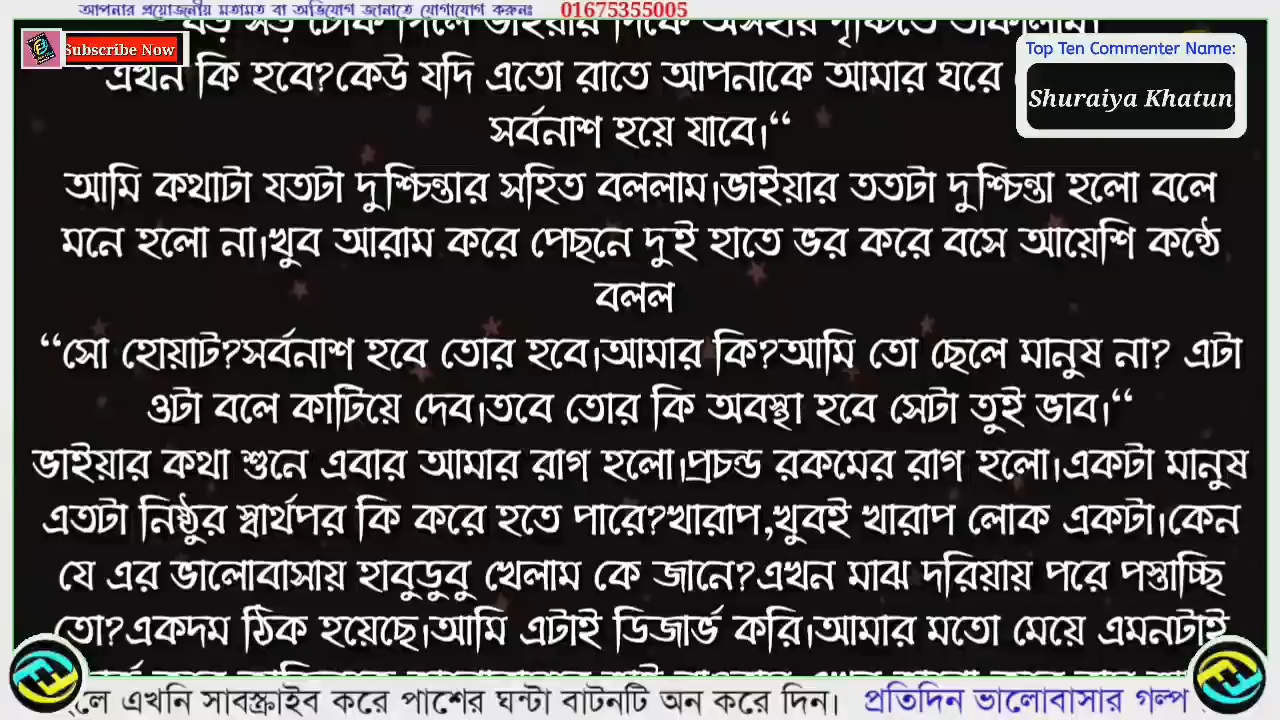 আপনার প্রয়োজনীয় মতামত বা অভিযোগ জানাতে যোগাযোগ করুনঃ 01675355005
Subscribe Now
Top Ten Commenter Name:
Shuraiya Khatun
বড় বড় চোক গিলে ভাইয়ার দিকে অসহায় দৃষ্টিতে তাকালাম।
“এখন কি হবে?কেউ যদি এতো রাতে আপনাকে আমার ঘরে
সর্বনাশ হয়ে যাবে।“
আমি কথাটা যতটা দুশ্চিন্তার সহিত বললাম।ভাইয়ার ততটা দুশ্চিন্তা হলো বলে
মনে হলো না।খুব আরাম করে পেছনে দুই হাতে ভর করে বসে আয়েশি কন্ঠে
বলল
“সো হোয়াট?সর্বনাশ হবে তোর হবে।আমার কি?আমি তো ছেলে মানুষ না? এটা
ওটা বলে কাটিয়ে দেব।তবে তোর কি অবস্থা হবে সেটা তুই ভাব।“
ভাইয়ার কথা শুনে এবার আমার রাগ হলো।প্রচন্ড রকমের রাগ হলো।একটা মানুষ
এতটা নিষ্ঠুর স্বার্থপর কি করে হতে পারে?খারাপ,খুবই খারাপ লোক একটা।কেন
যে এর ভালোবাসায় হাবুডুবু খেলাম কে জানে?এখন মাঝ দরিয়ায় পরে পস্তাচ্ছি
তো?একদম ঠিক হয়েছে।আমি এটাই ডিজার্ভ করি।আমার মতো মেয়ে এমনটাই
এখনি সাবস্ক্রাইব করে পাশের ঘন্টা বাটনটি অন করে দিন। প্রতিদিন ভালোবাসার গল্প